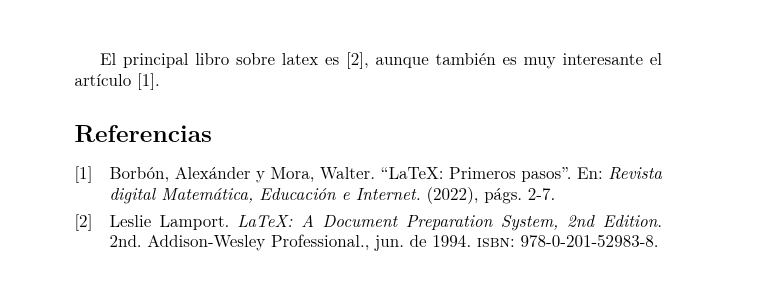 El principal libro sobre latex es [2], aunque también es muy interesante el
artículo [1].
Referencias
[1] Borbón, Alexánder y Mora, Walter. “LaTeX: Primeros pasos”. En: Revista
digital Matemática, Educación e Internet. (2022), págs. 2-7.
[2] Leslie Lamport. LaTeX: A Document Preparation System, 2nd Edition.
2nd. Addison-Wesley Professional., jun. de 1994. ISBN: 978-0-201-52983-8.